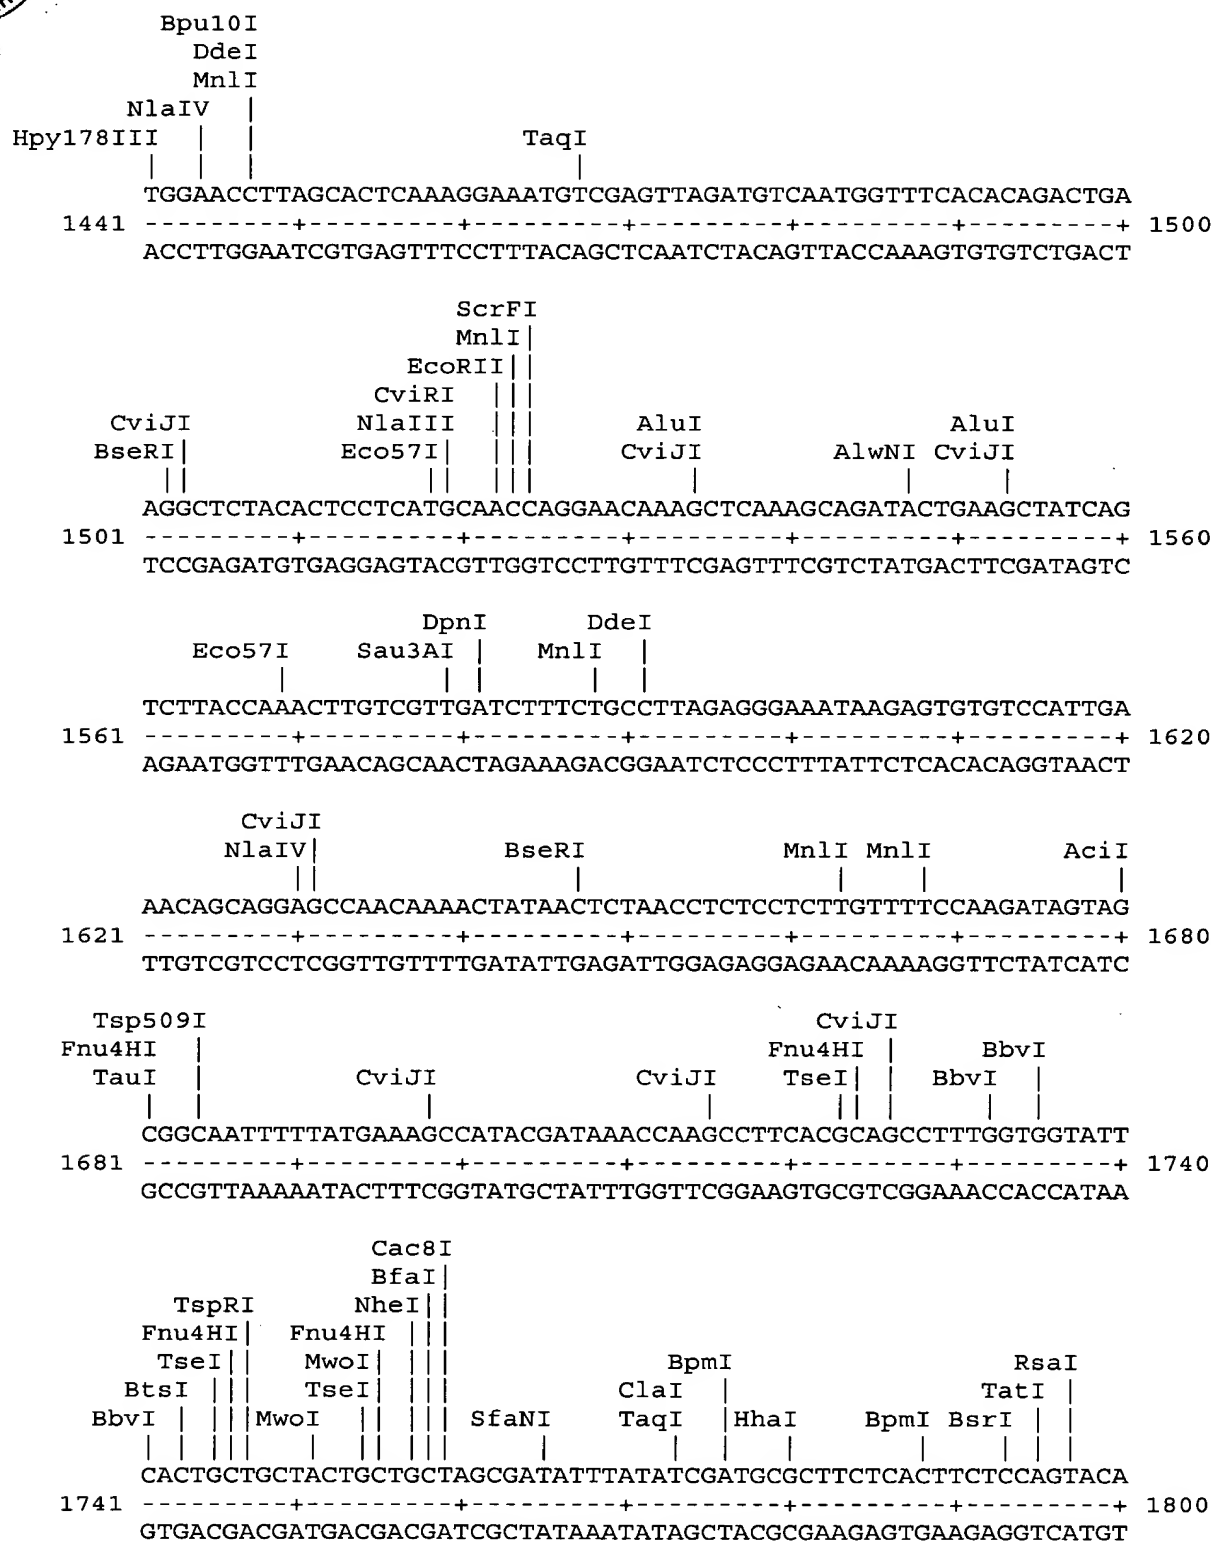 Bpu10I
DdeI
MnlI
NlaIV |
Hpy178III | | TaqI
| | | |
TGGAACCTTAGCACTCAAAGGAAATGTCGAGTTAGATGTCAATGGTTTCACACAGACTGA
1441 ---------+---------+---------+---------+---------+---------+ 1500
ACCTTGGAATCGTGAGTTTCCTTTACAGCTCAATCTACAGTTACCAAAGTGTGTCTGACT
ScrFI
MnlI|
EcoRII||
CviRI |||
CviJI NlaIII ||| AluI AluI
BseRI| Eco57I| ||| CviJI AlwNI CviJI
|| || ||| | | |
AGGCTCTACACTCCTCATGCAACCAGGAACAAAGCTCAAAGCAGATACTGAAGCTATCAG
1501 ---------+---------+---------+---------+---------+---------+ 1560
TCCGAGATGTGAGGAGTACGTTGGTCCTTGTTTCGAGTTTCGTCTATGACTTCGATAGTC
DpnI DdeI
Eco57I Sau3AI | MnlI |
| | | | |
TCTTACCAAACTTGTCGTTGATCTTTCTGCCTTAGAGGGAAATAAGAGTGTGTCCATTGA
1561 ---------+---------+---------+---------+---------+---------+ 1620
AGAATGGTTTGAACAGCAACTAGAAAGACGGAATCTCCCTTTATTCTCACACAGGTAACT
CviJI
NlaIV| BseRI MnlI MnlI AciI
|| | | | |
AACAGCAGGAGCCAACAAAACTATAACTCTAACCTCTCCTCTTGTTTTCCAAGATAGTAG
1621 ---------+---------+---------+---------+---------+---------+ 1680
TTGTCGTCCTCGGTTGTTTTGATATTGAGATTGGAGAGGAGAACAAAAGGTTCTATCATC
Tsp509I CviJI
Fnu4HI | Fnu4HI | BbvI
TauI | CviJI CviJI TseI| | BbvI |
| | | | || | | |
CGGCAATTTTTATGAAAGCCATACGATAAACCAAGCCTTCACGCAGCCTTTGGTGGTATT
1681 ---------+---------+---------+---------+---------+---------+ 1740
GCCGTTAAAAATACTTTCGGTATGCTATTTGGTTCGGAAGTGCGTCGGAAACCACCATAA
Cac8I
BfaI|
TspRI NheI||
Fnu4HI| Fnu4HI |||
TseI|| MwoI| ||| BpmI RsaI
BtsI ||| TseI| ||| ClaI | TatI |
BbvI | |||MwoI || ||| SfaNI TaqI |HhaI BpmI BsrI | |
| | ||| | || ||| | | | | | | | |
CACTGCTGCTACTGCTGCTAGCGATATTTATATCGATGCGCTTCTCACTTCTCCAGTACA
1741 ---------+---------+---------+---------+---------+---------+ 1800
GTGACGACGATGACGACGATCGCTATAAATATAGCTACGCGAAGAGTGAAGAGGTCATGT